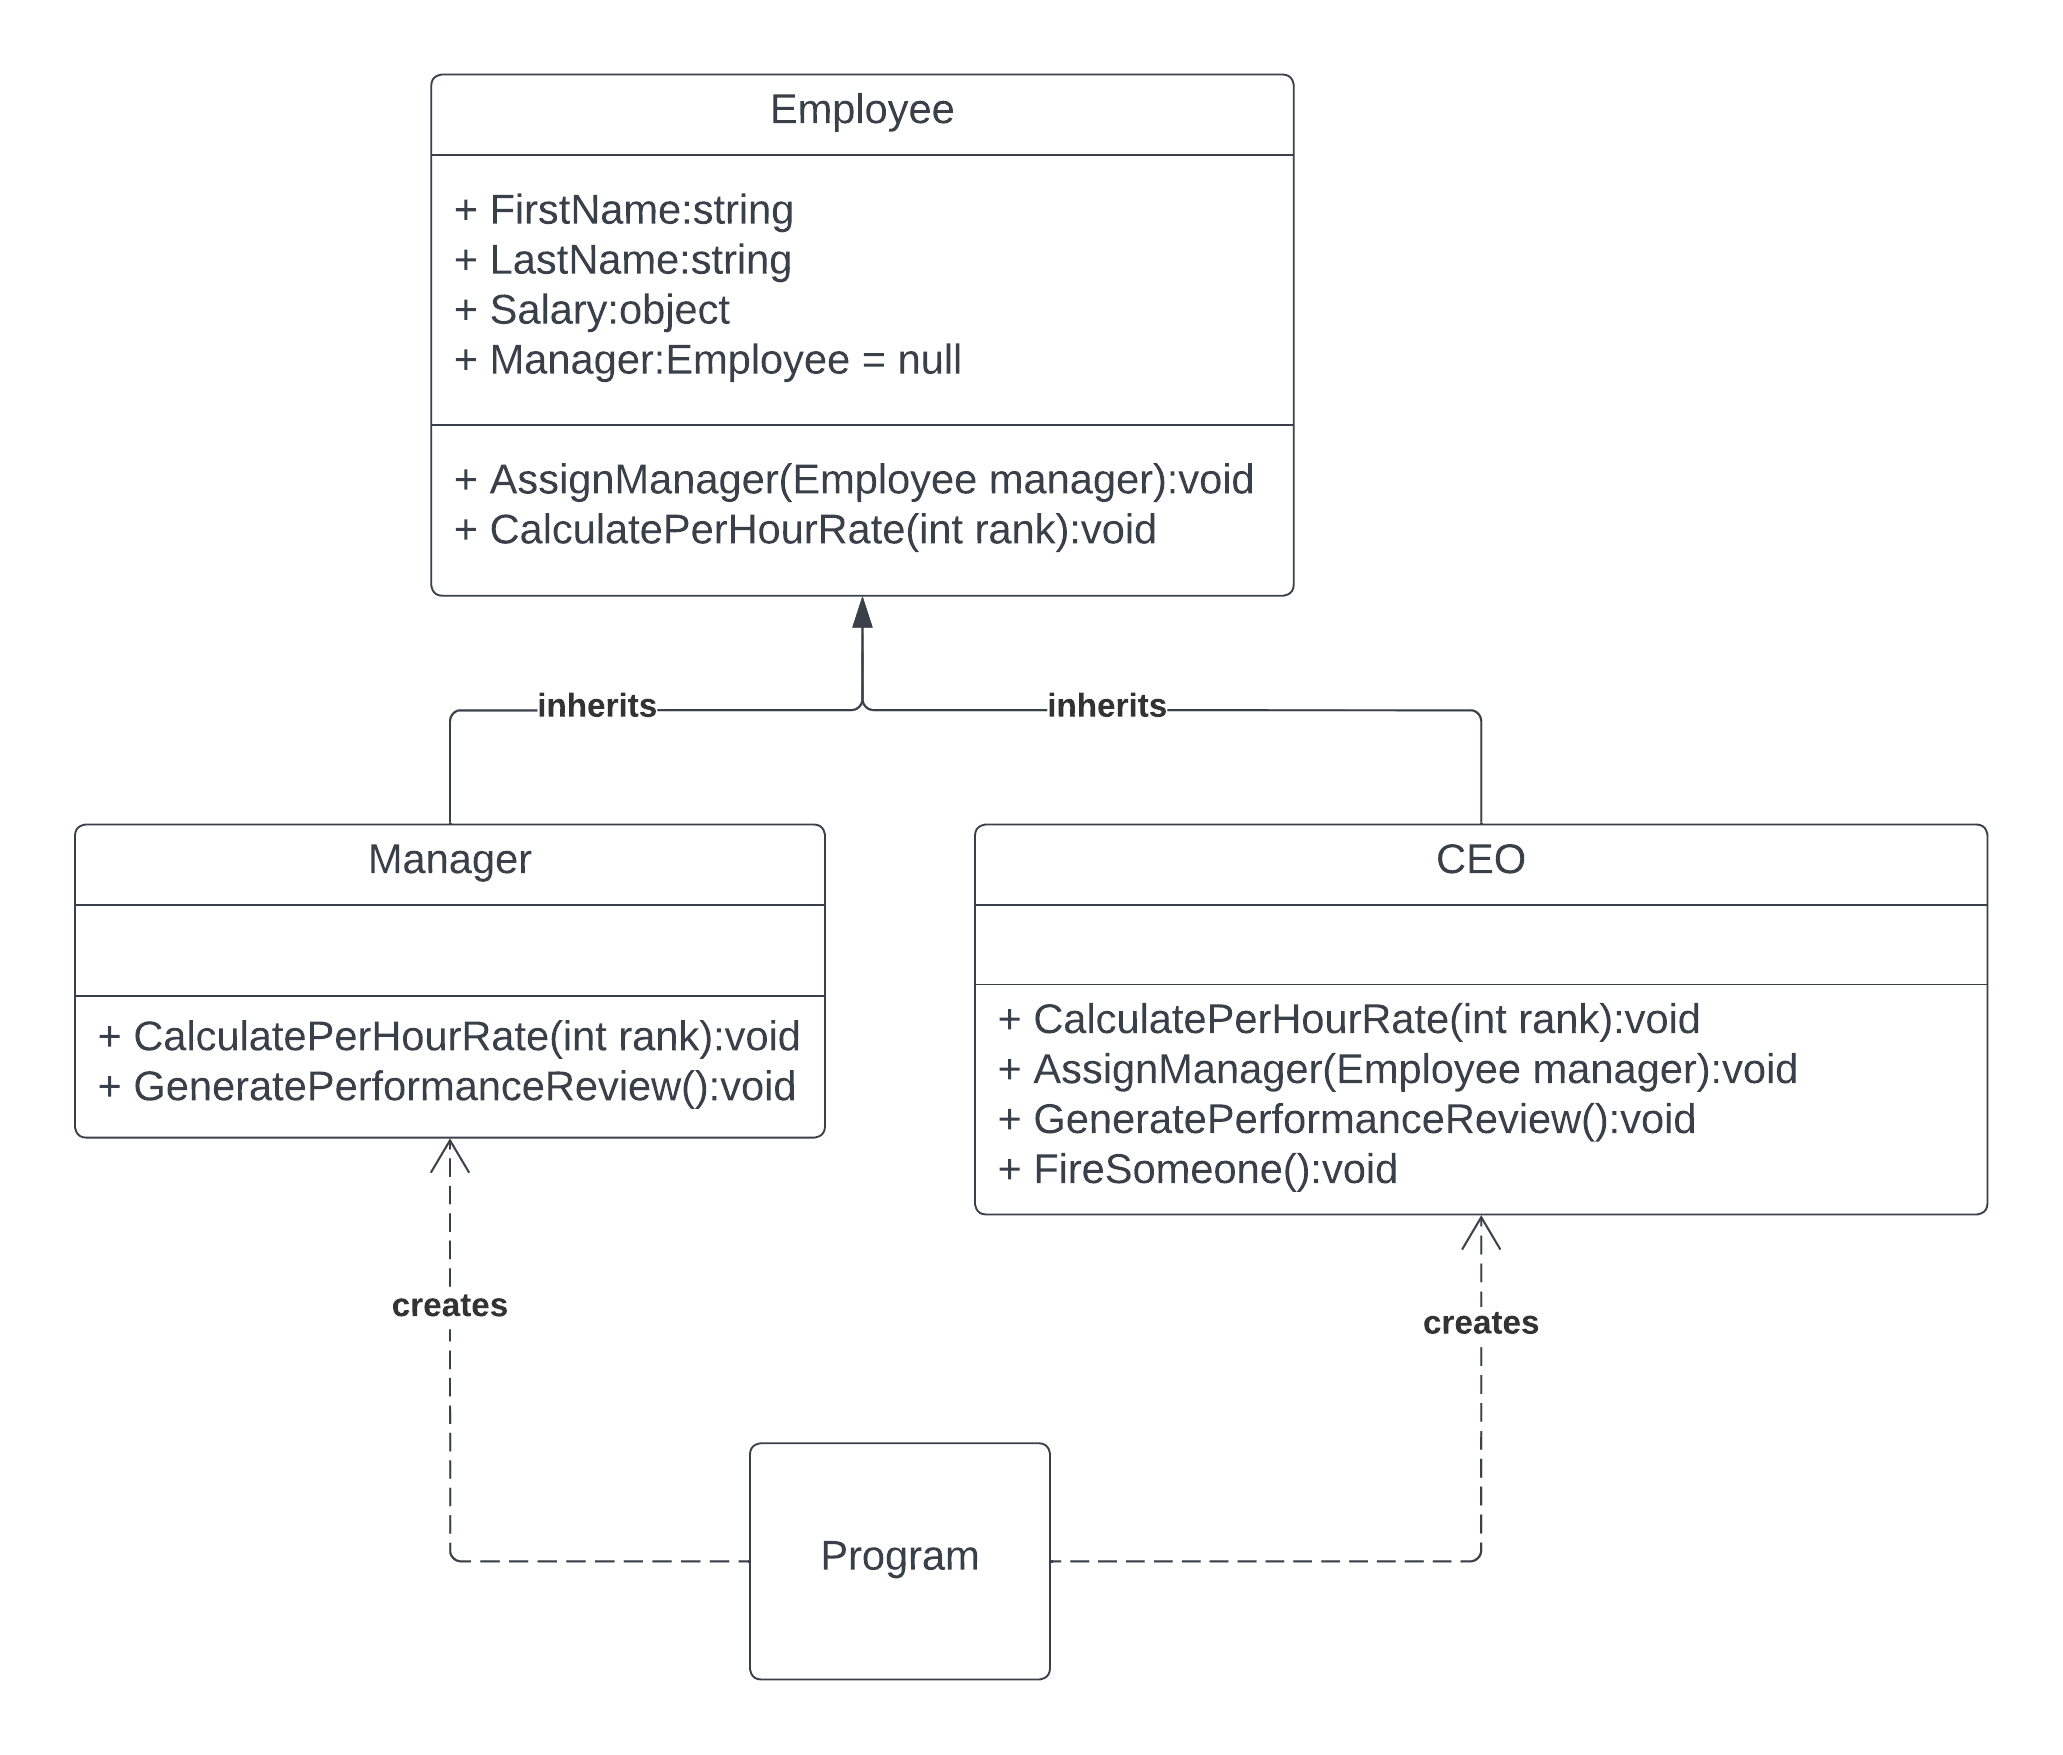 Employee
+ FirstName:string
+ LastName:string
+ Salary:object
+ Manager:Employee = null
+ AssignManager(Employee manager):void
+ CalculatePerHourRate(int rank):void
inherits
inherits
Manager
+ CalculatePerHourRate(int rank):void
+ GeneratePerformanceReview():void
CEO
+ CalculatePerHourRate(int rank):void
+ AssignManager(Employee manager):void
+ GeneratePerformanceReview():void
+ FireSomeone():void
creates
creates
Program